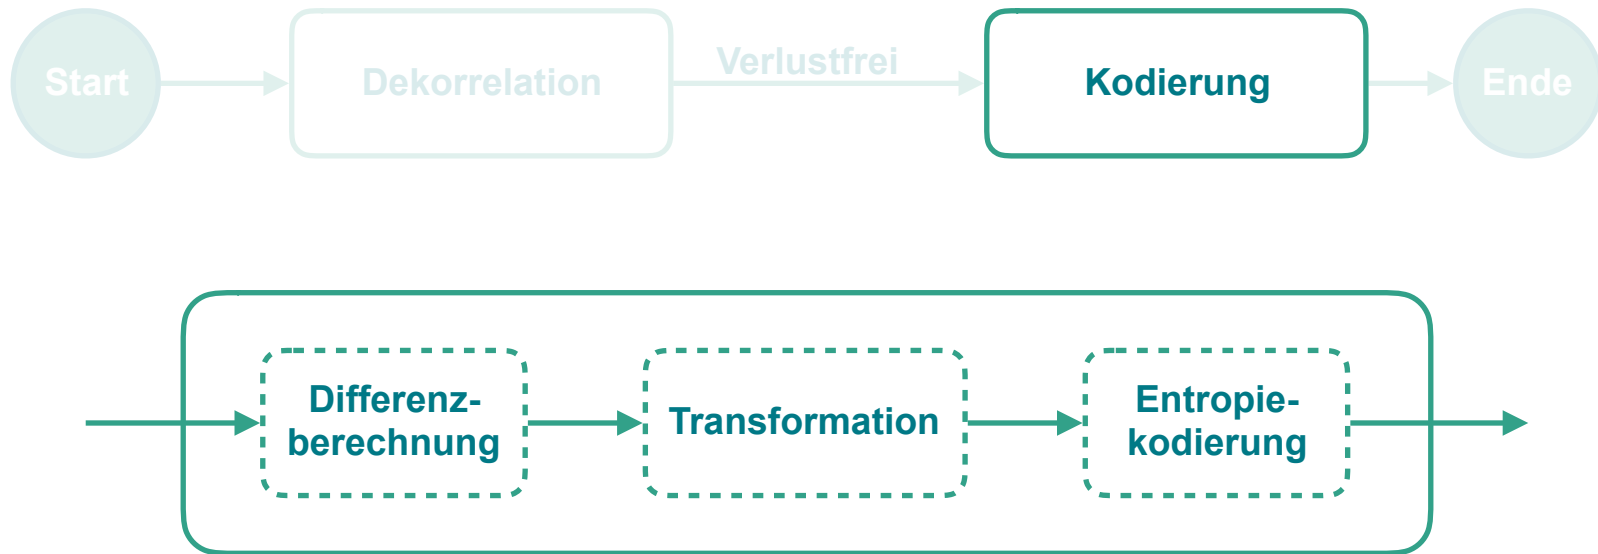 Start
Dekorrelation
Verlustfrei
Kodierung
Ende
Differenz-
berechnung
Transformation
Entropie-
kodierung